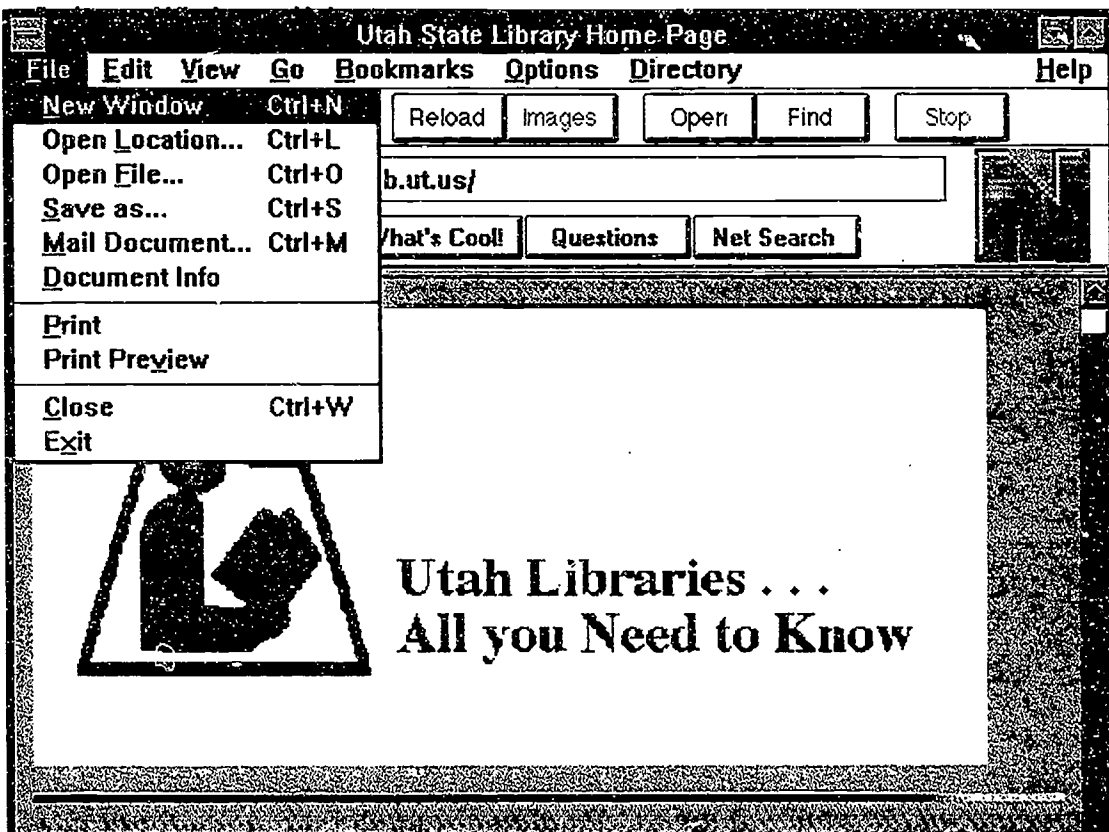 Utah State Library Home Page
File Edit View Go Bookmarks Options Directory Help
New Window Ctrl+N
Reload Images Open Find Stop
Open Location... Ctrl+L
Open File... Ctrl+O
b.ut.us/
Save as... Ctrl+S
Mail Document... Ctrl+M
hat's Cool! Questions Net Search
Document Info
Print
Print Preview
Close Ctrl+W
Exit
Utah Libraries . . .
All you Need to Know